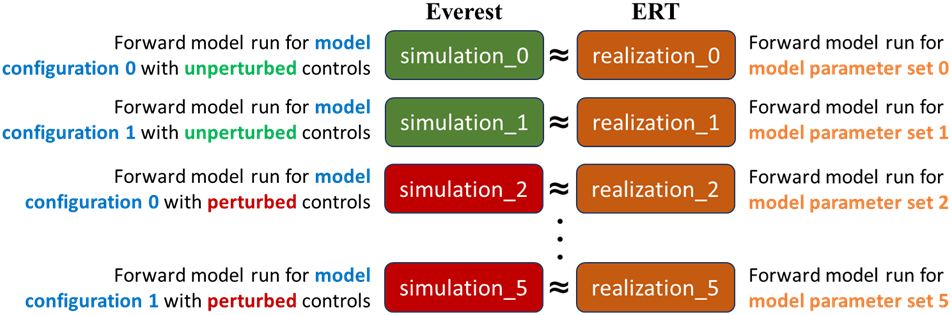 Everest ERT
Forward model run for model
configuration 0 with unperturbed controls
simulation_0 ≈ realization_0
Forward model run for
model parameter set 0
Forward model run for model
configuration 1 with unperturbed controls
simulation_1 ≈ realization_1
Forward model run for
model parameter set 1
Forward model run for model
configuration 0 with perturbed controls
simulation_2 ≈ realization_2
Forward model run for
model parameter set 2
Forward model run for model
configuration 1 with perturbed controls
simulation_5 ≈ realization_5
Forward model run for
model parameter set 5